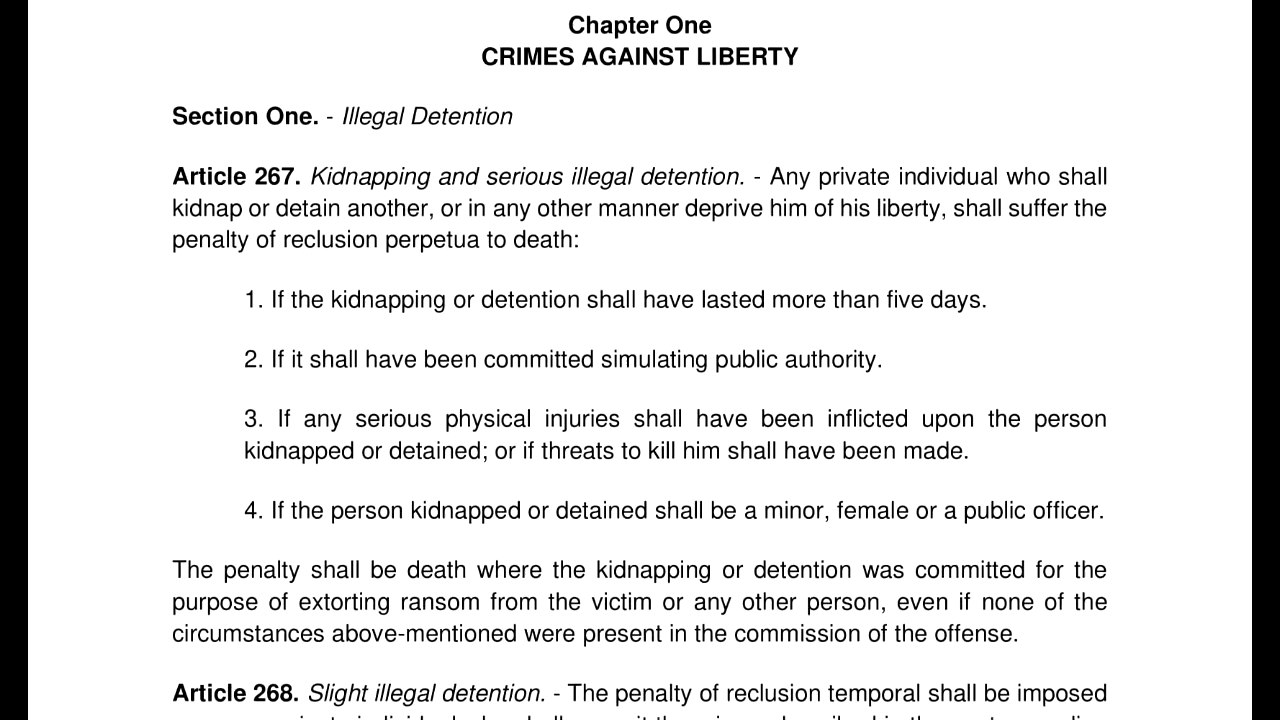 Chapter One
CRIMES AGAINST LIBERTY
Section One. - Illegal Detention
Article 267. Kidnapping and serious illegal detention. - Any private individual who shall
kidnap or detain another, or in any other manner deprive him of his liberty, shall suffer the
penalty of reclusion perpetua to death:
1. If the kidnapping or detention shall have lasted more than five days.
2. If it shall have been committed simulating public authority.
3. If any serious physical injuries shall have been inflicted upon the person
kidnapped or detained; or if threats to kill him shall have been made.
4. If the person kidnapped or detained shall be a minor, female or a public officer.
The penalty shall be death where the kidnapping or detention was committed for the
purpose of extorting ransom from the victim or any other person, even if none of the
circumstances above-mentioned were present in the commission of the offense.
Article 268. Slight illegal detention. - The penalty of reclusion temporal shall be imposed